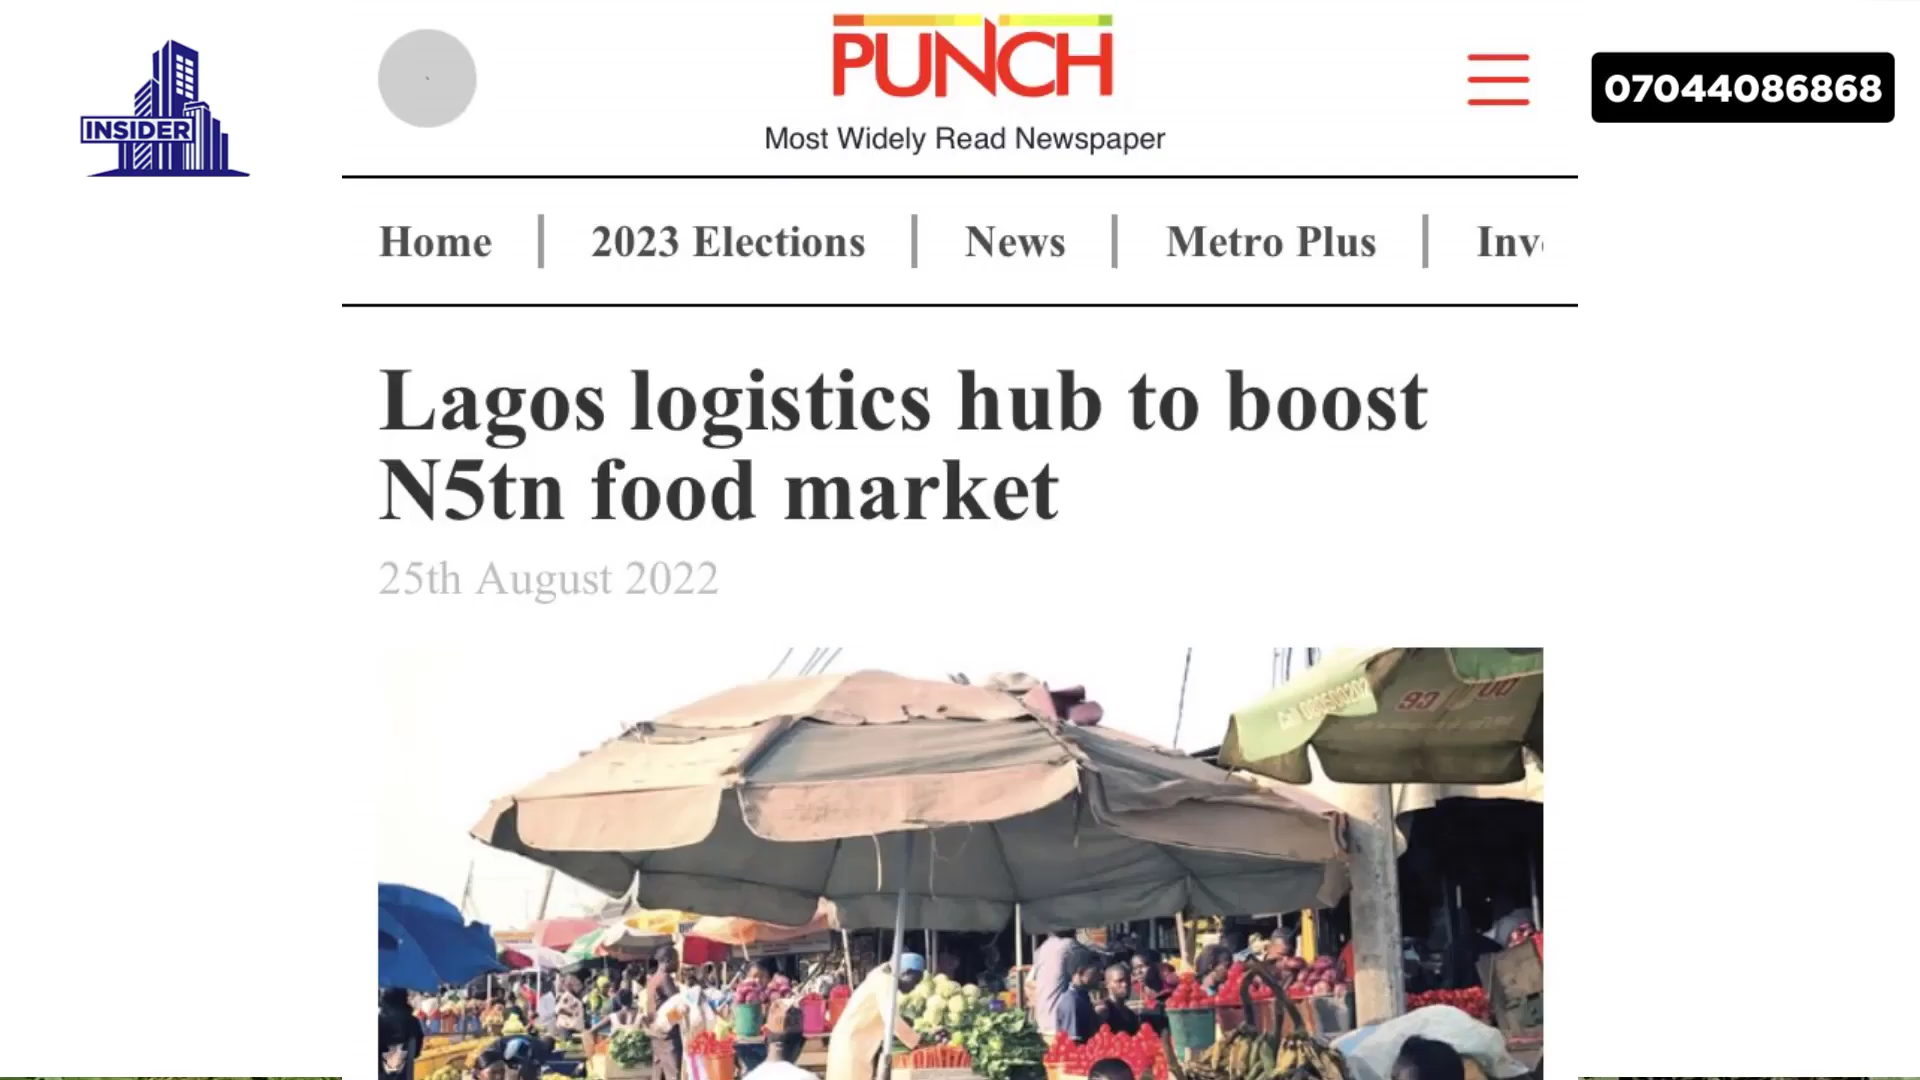 INSIDER
PUNCH
Most Widely Read Newspaper
07044086868
Home | 2023 Elections | News | Metro Plus | Inv
Lagos logistics hub to boost
N5tn food market
25th August 2022